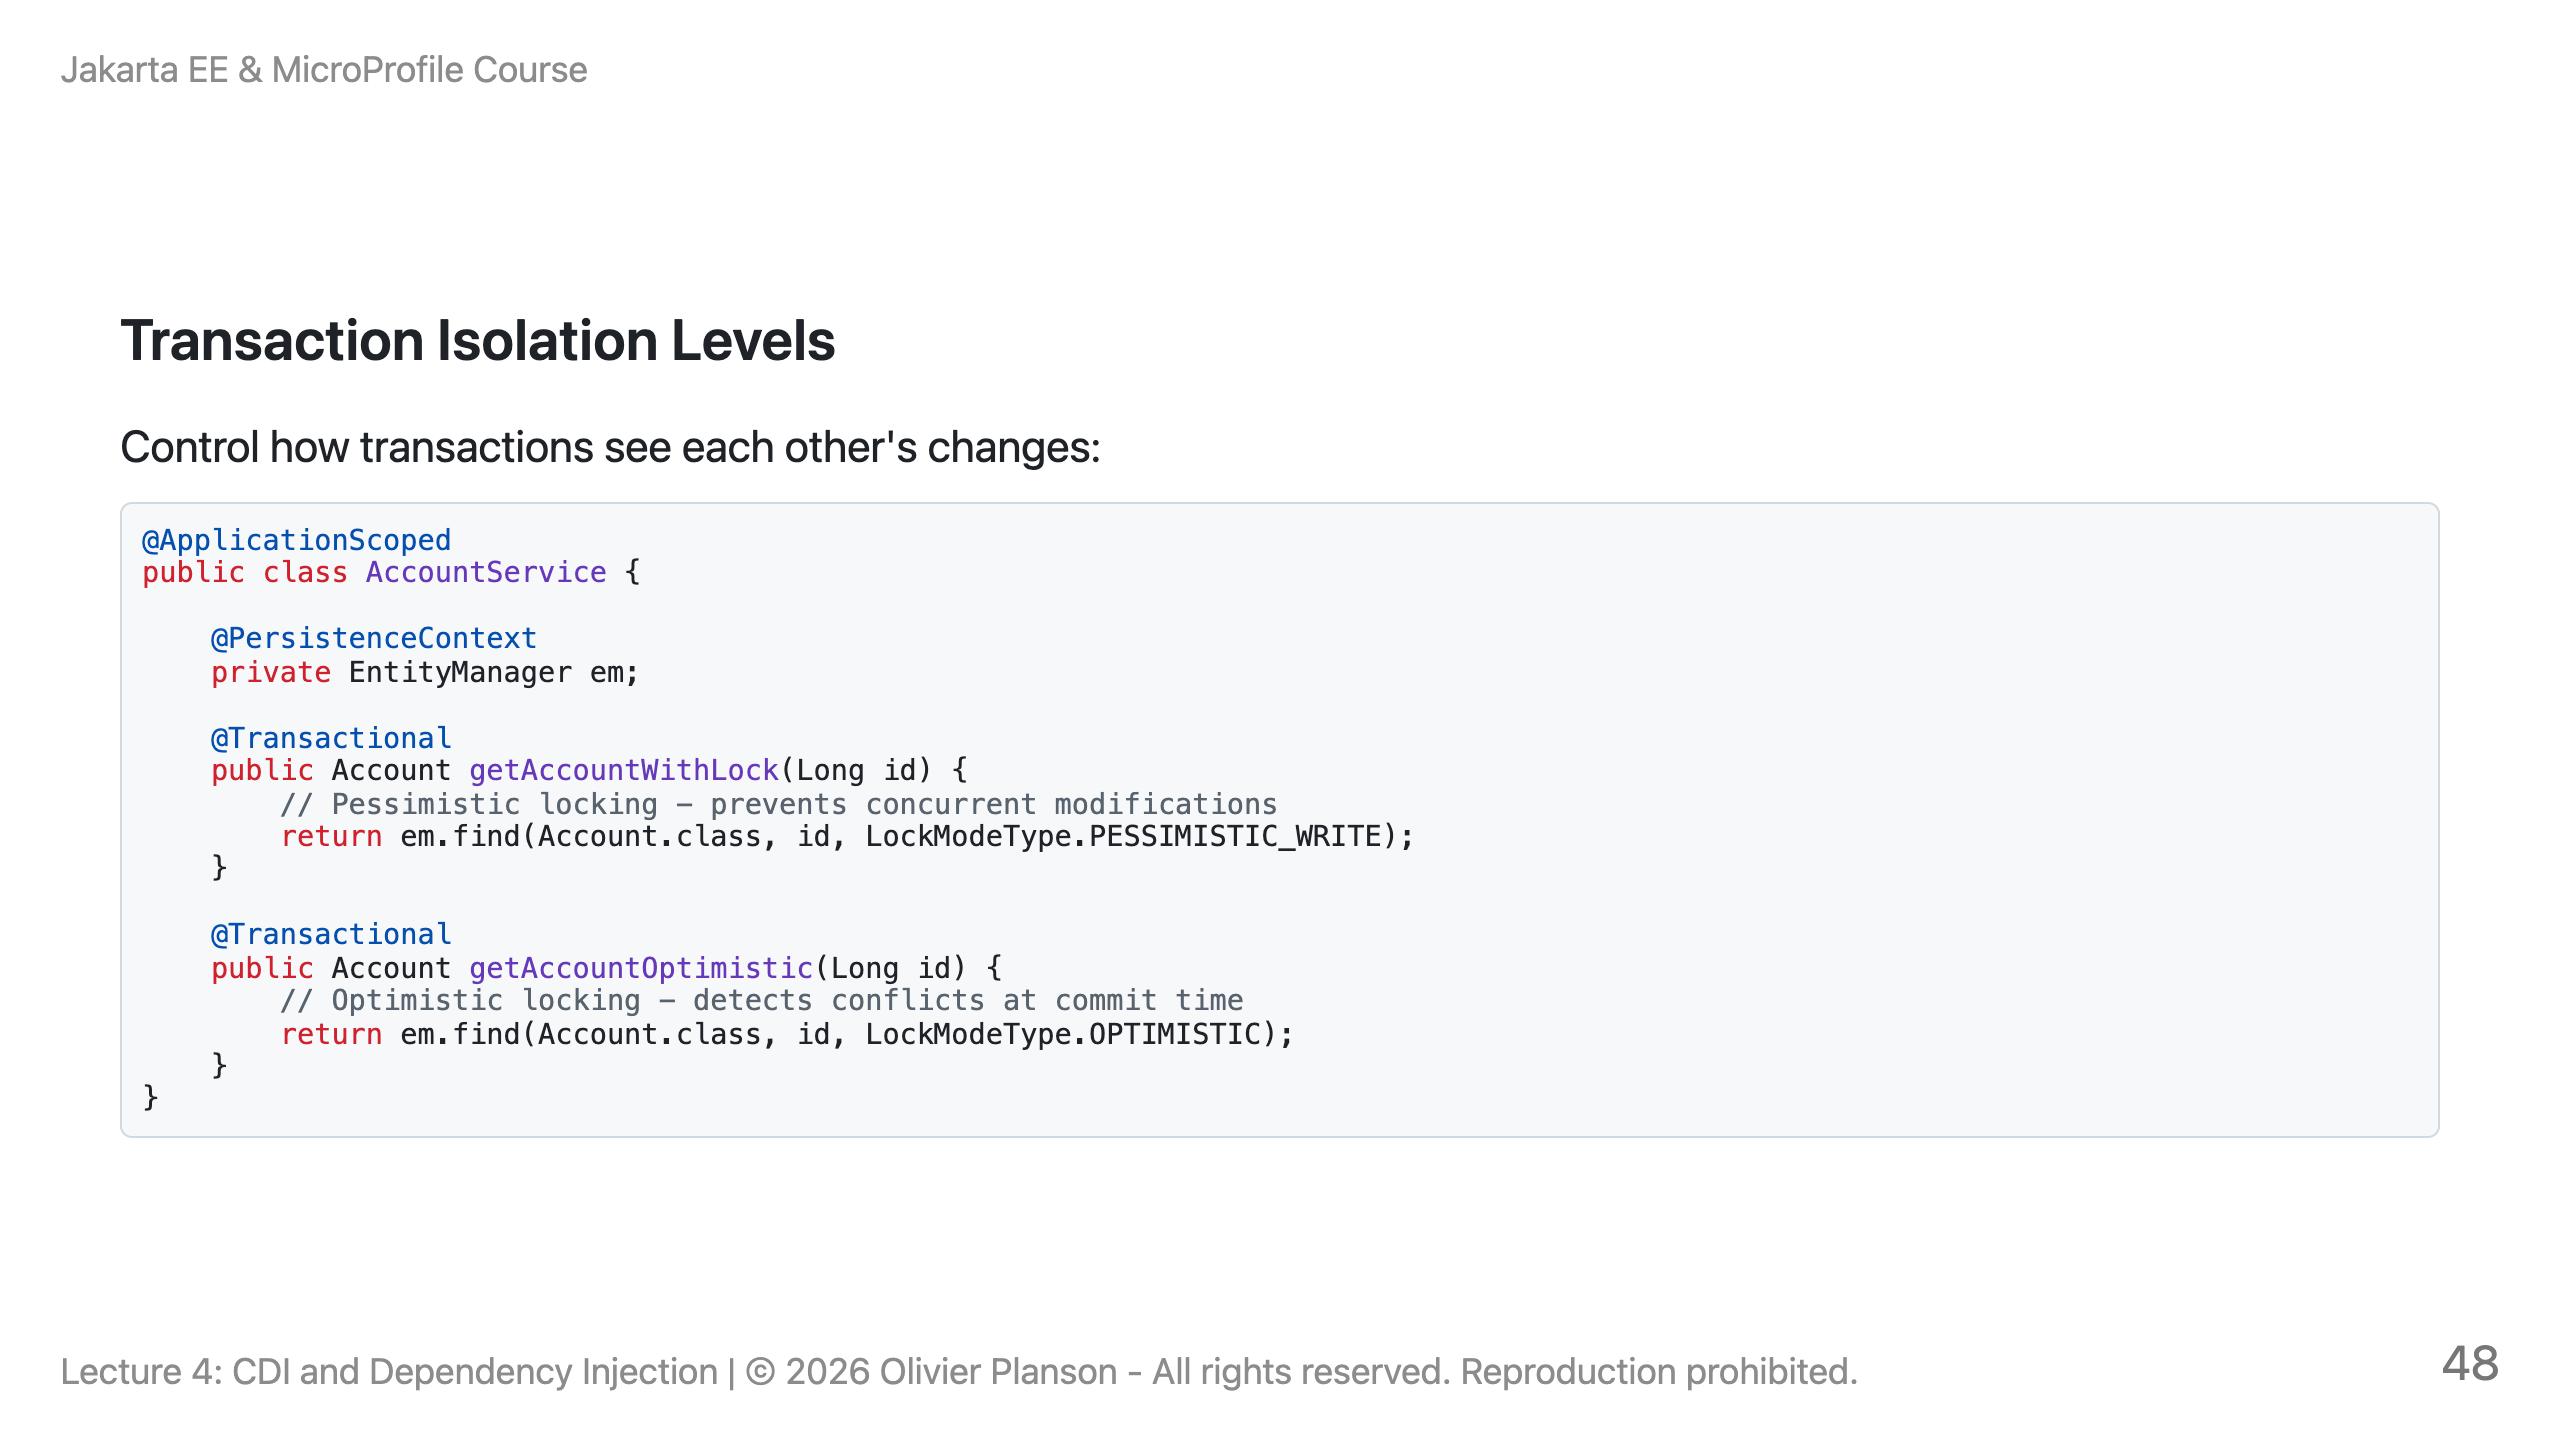 Jakarta EE & MicroProfile Course
Transaction Isolation Levels
Control how transactions see each other's changes:
@ApplicationScoped
public class AccountService {
    @PersistenceContext
    private EntityManager em;
    @Transactional
    public Account getAccountWithLock(Long id) {
        // Pessimistic locking – prevents concurrent modifications
        return em.find(Account.class, id, LockModeType.PESSIMISTIC_WRITE);
    }
    @Transactional
    public Account getAccountOptimistic(Long id) {
        // Optimistic locking – detects conflicts at commit time
        return em.find(Account.class, id, LockModeType.OPTIMISTIC);
    }
}
Lecture 4: CDI and Dependency Injection | © 2026 Olivier Planson - All rights reserved. Reproduction prohibited.
48